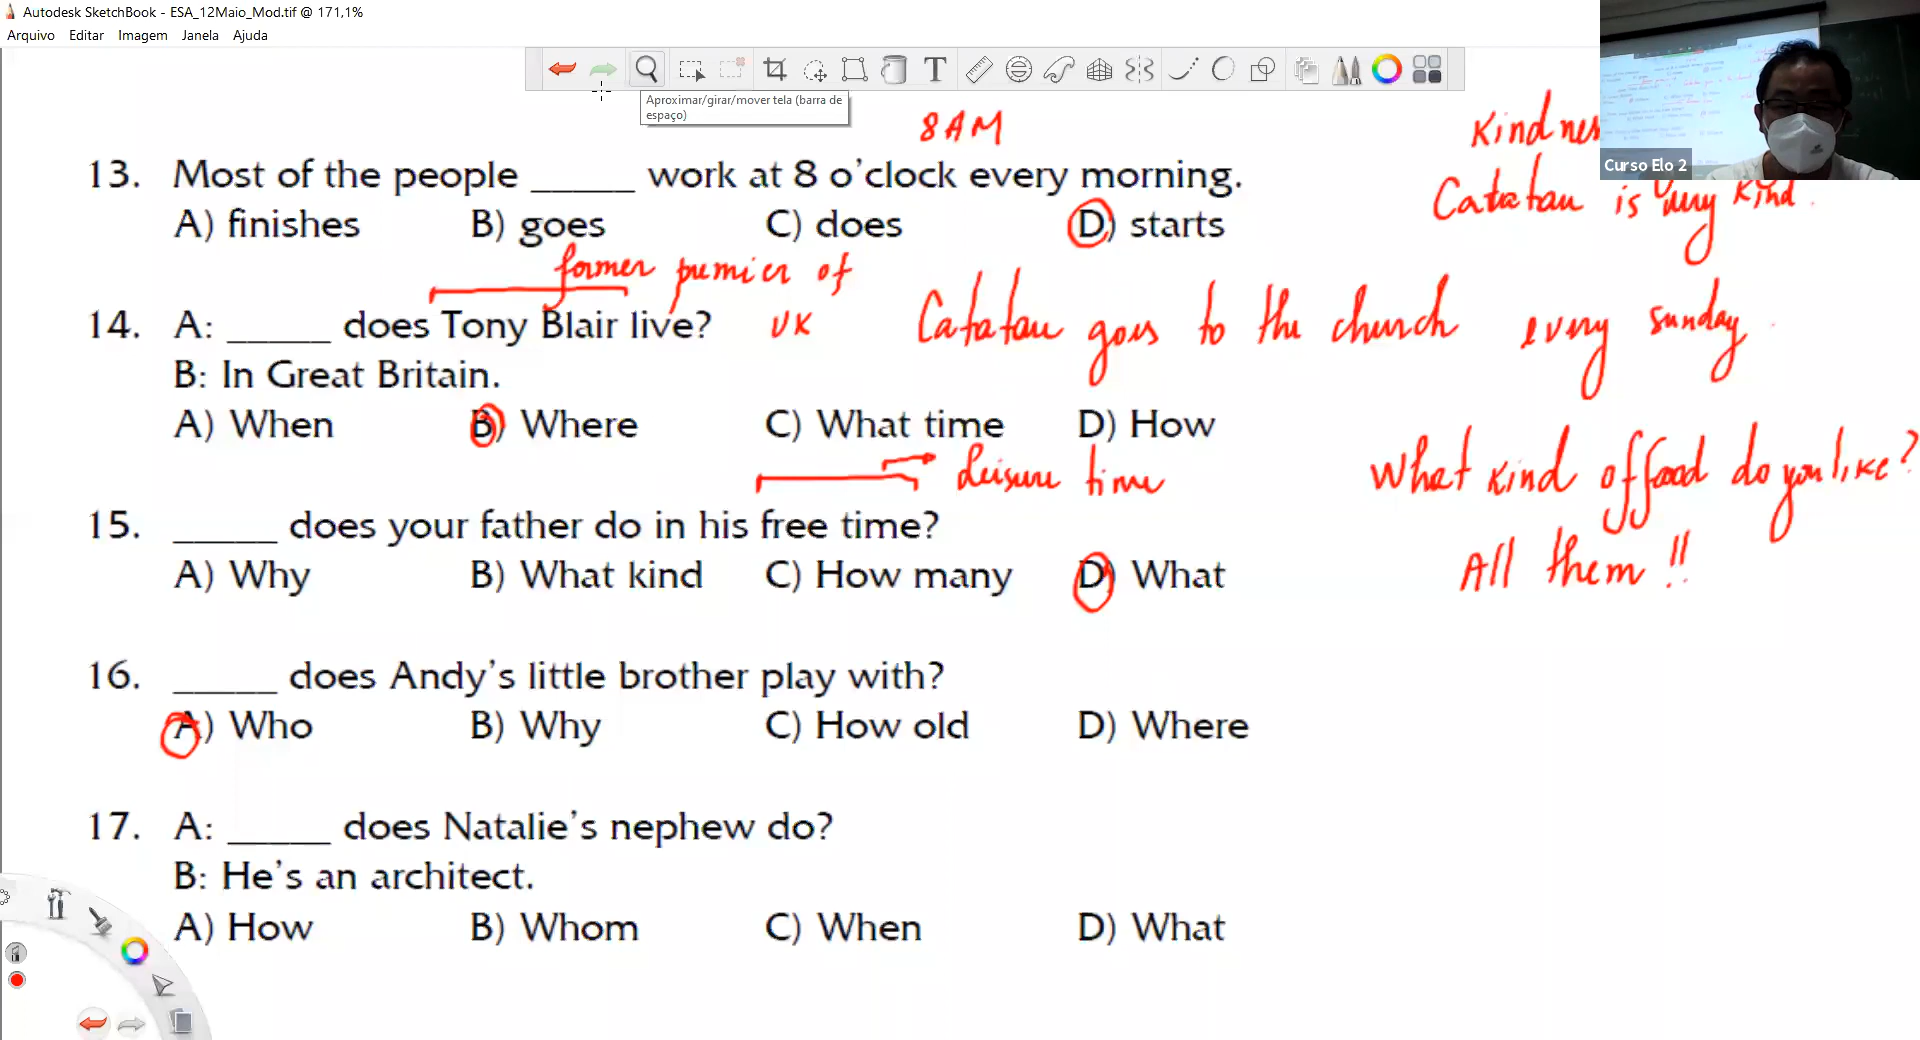 Autodesk SketchBook - ESA_12Maio_Mod.tif @ 171,1%
Arquivo Editar Imagem Janela Ajuda
Aproximar/girar/mover tela (barra de
espaço)
Curso Elo 2
8 AM
13. Most of the people _____ work at 8 o'clock every morning.
A) finishes B) goes C) does D) starts
Catatau is very kind.
former premier of
UK
14. A: _____ does Tony Blair live?
Catatau goes to the church every sunday.
B: In Great Britain.
A) When B) Where C) What time D) How
Leisure time
What kind of food do you like?
All them !!
15. _____ does your father do in his free time?
A) Why B) What kind C) How many D) What
16. _____ does Andy's little brother play with?
A) Who B) Why C) How old D) Where
17. A: _____ does Natalie's nephew do?
B: He's an architect.
A) How B) Whom C) When D) What